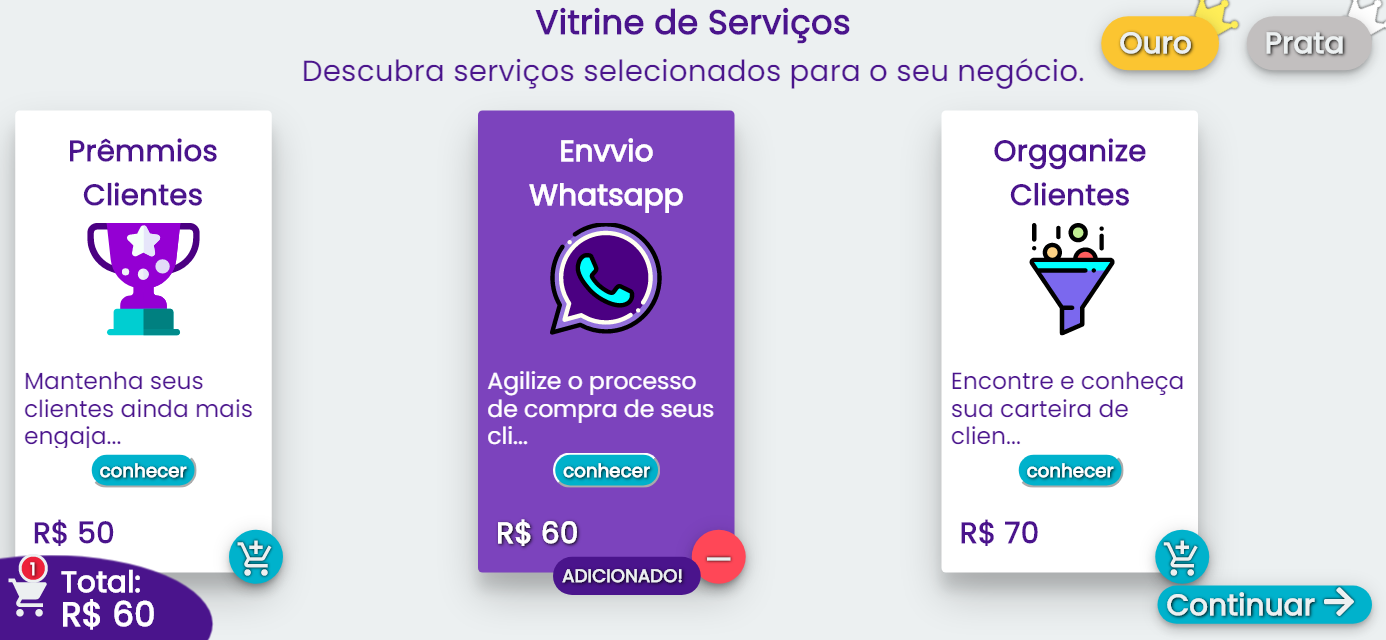 Vitrine de Serviços
Descubra serviços selecionados para o seu negócio.
Ouro
Prata
Prêmmios
Clientes
Mantenha seus
clientes ainda mais
engaja...
conhecer
R$ 50
Envvio
Whatsapp
Agilize o processo
de compra de seus
cli...
conhecer
R$ 60
ADICIONADO!
Orgganize
Clientes
Encontre e conheça
sua carteira de
clien...
conhecer
R$ 70
1
Total:
R$ 60
Continuar